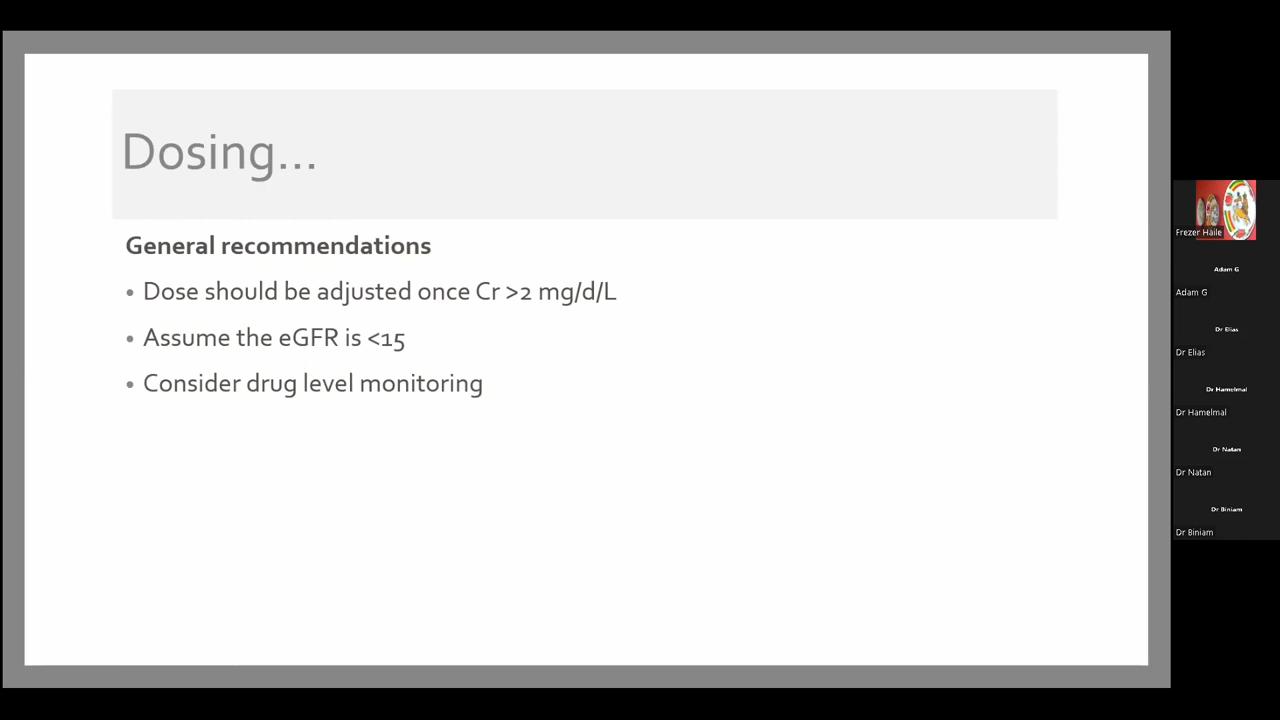 Dosing...
General recommendations
• Dose should be adjusted once Cr >2 mg/d/L
• Assume the eGFR is <15
• Consider drug level monitoring
Frezer Haile
Adam G
Adam G
Dr Elias
Dr Elias
Dr Hamelmal
Dr Hamelmal
Dr Natan
Dr Natan
Dr Biniam
Dr Biniam